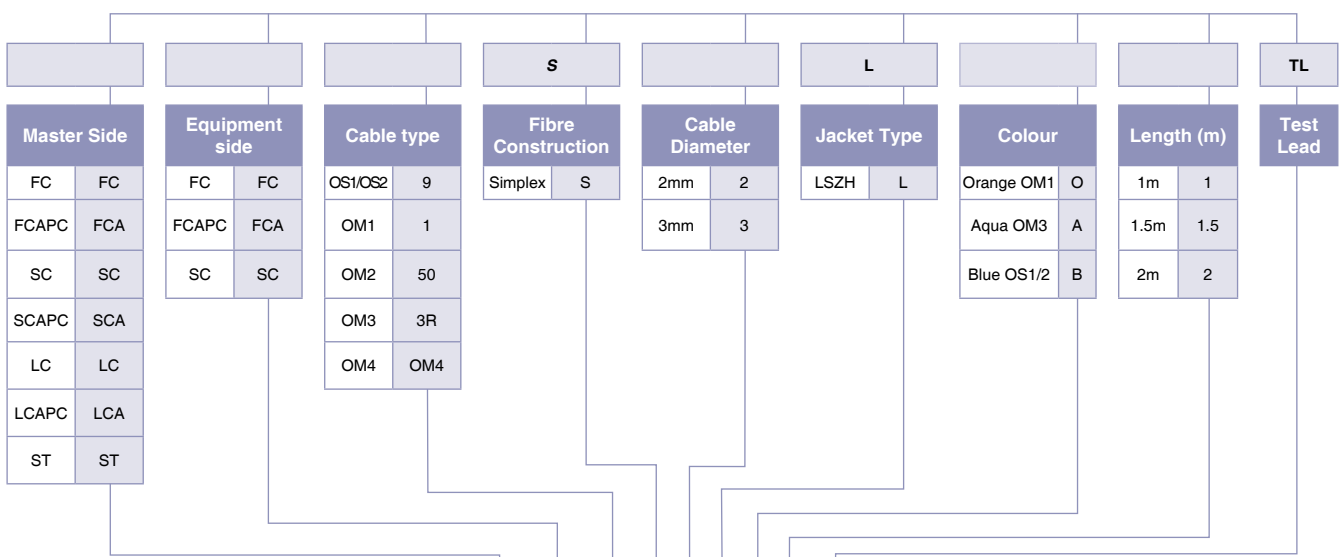 S L TL
Master Side Equipment side Cable type Fibre Construction Cable Diameter Jacket Type Colour Length (m) Test Lead
FC FC FC FC OS1/OS2 9 Simplex S 2mm 2 LSZH L Orange OM1 O 1m 1
FCAPC FCA FCAPC FCA OM1 1 3mm 3 Aqua OM3 A 1.5m 1.5
SC SC SC SC OM2 50 Blue OS1/2 B 2m 2
SCAPC SCA OM3 3R
LC LC OM4 OM4
LCAPC LCA
ST ST